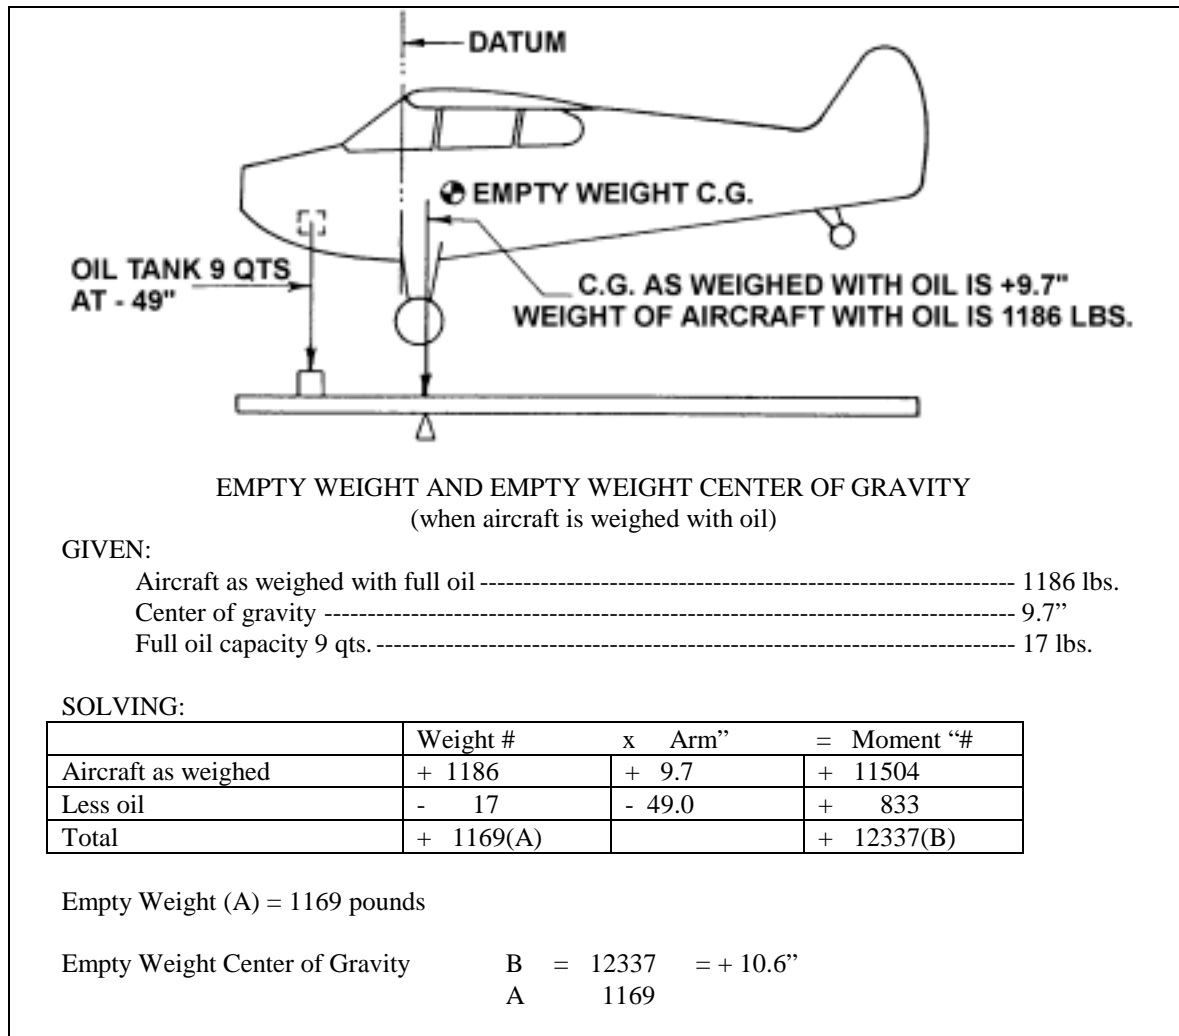 DATUM
EMPTY WEIGHT C.G.
OIL TANK 9 QTS
AT - 49"
C.G. AS WEIGHED WITH OIL IS +9.7"
WEIGHT OF AIRCRAFT WITH OIL IS 1186 LBS.
EMPTY WEIGHT AND EMPTY WEIGHT CENTER OF GRAVITY
(when aircraft is weighed with oil)
GIVEN:
Aircraft as weighed with full oil ------------------------------------------------------------- 1186 lbs.
Center of gravity ------------------------------------------------------------------------------- 9.7”
Full oil capacity 9 qts. ------------------------------------------------------------------------- 17 lbs.
SOLVING:
Weight # x Arm” = Moment “#
Aircraft as weighed + 1186 + 9.7 + 11504
Less oil - 17 - 49.0 + 833
Total + 1169(A) + 12337(B)
Empty Weight (A) = 1169 pounds
Empty Weight Center of Gravity B = 12337 = + 10.6”
A 1169